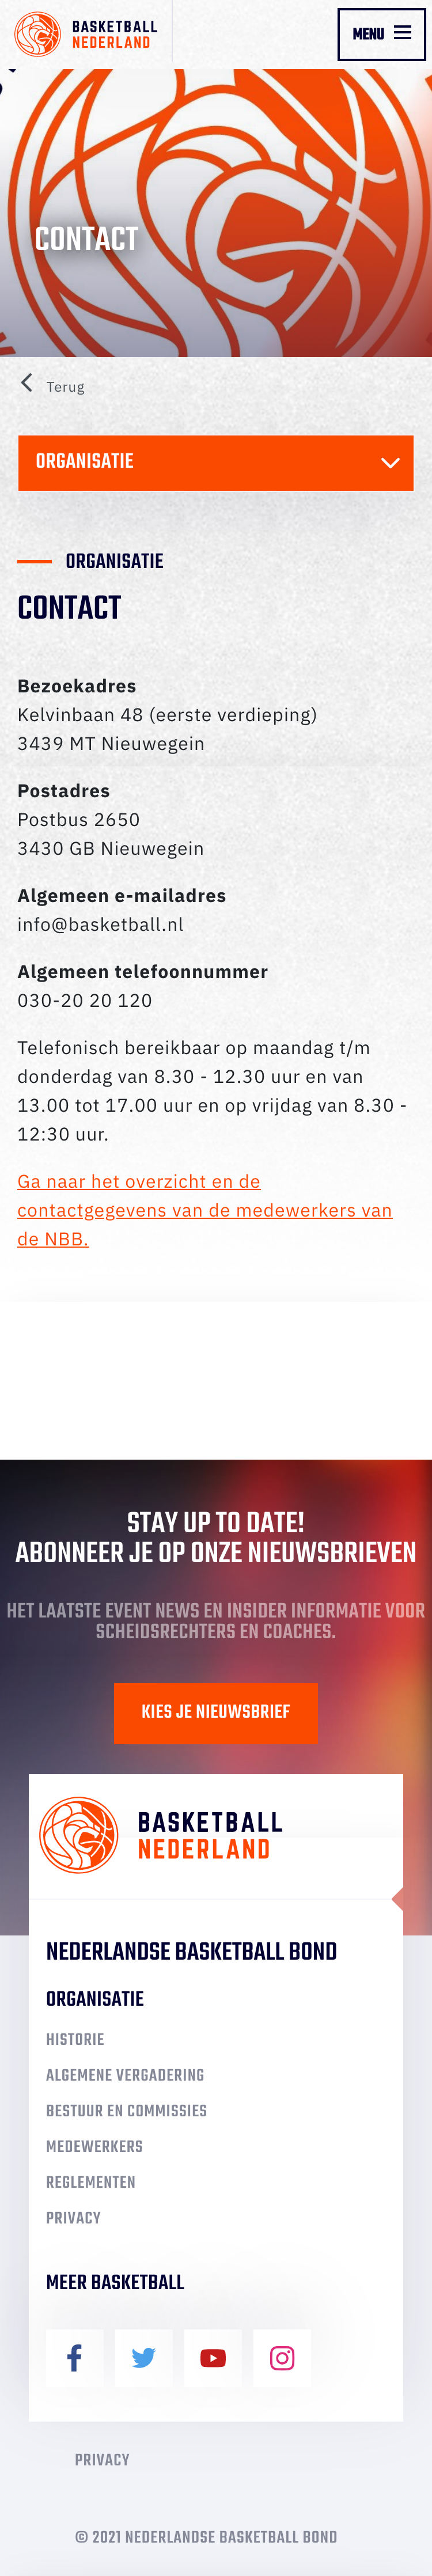 BASKETBALL
NEDERLAND
MENU
CONTACT
Terug
ORGANISATIE
ORGANISATIE
CONTACT
Bezoekadres
Kelvinbaan 48 (eerste verdieping)
3439 MT Nieuwegein
Postadres
Postbus 2650
3430 GB Nieuwegein
Algemeen e-mailadres
info@basketball.nl
Algemeen telefoonnummer
030-20 20 120
Telefonisch bereikbaar op maandag t/m
donderdag van 8.30 - 12.30 uur en van
13.00 tot 17.00 uur en op vrijdag van 8.30 -
12:30 uur.
Ga naar het overzicht en de
contactgegevens van de medewerkers van
de NBB.
STAY UP TO DATE!
ABONNEER JE OP ONZE NIEUWSBRIEVEN
HET LAATSTE EVENT NEWS EN INSIDER INFORMATIE VOOR
SCHEIDSRECHTERS EN COACHES.
KIES JE NIEUWSBRIEF
BASKETBALL
NEDERLAND
NEDERLANDSE BASKETBALL BOND
ORGANISATIE
HISTORIE
ALGEMENE VERGADERING
BESTUUR EN COMMISSIES
MEDEWERKERS
REGLEMENTEN
PRIVACY
MEER BASKETBALL
PRIVACY
© 2021 NEDERLANDSE BASKETBALL BOND